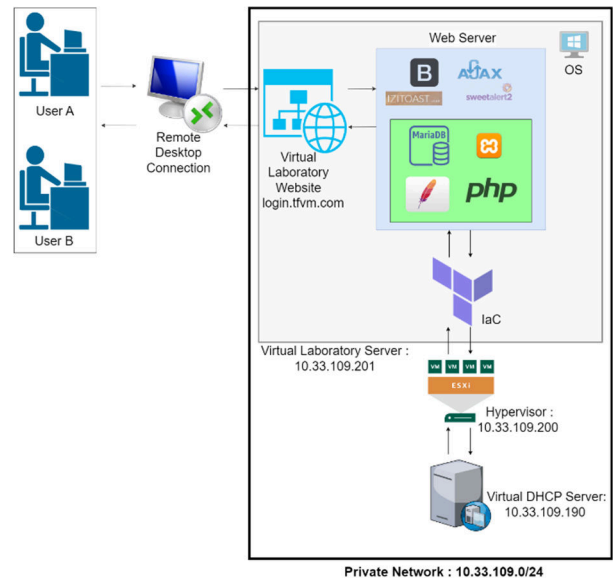 User A
User B
Remote
Desktop
Connection
Virtual
Laboratory
Website
login.tfvm.com
Web Server
OS
B
AJAX
IZITOAST
sweetalert2
MariaDB
php
IaC
Virtual Laboratory Server :
10.33.109.201
VM VM VM VM
ESXi
Hypervisor :
10.33.109.200
Virtual DHCP Server:
10.33.109.190
Private Network : 10.33.109.0/24